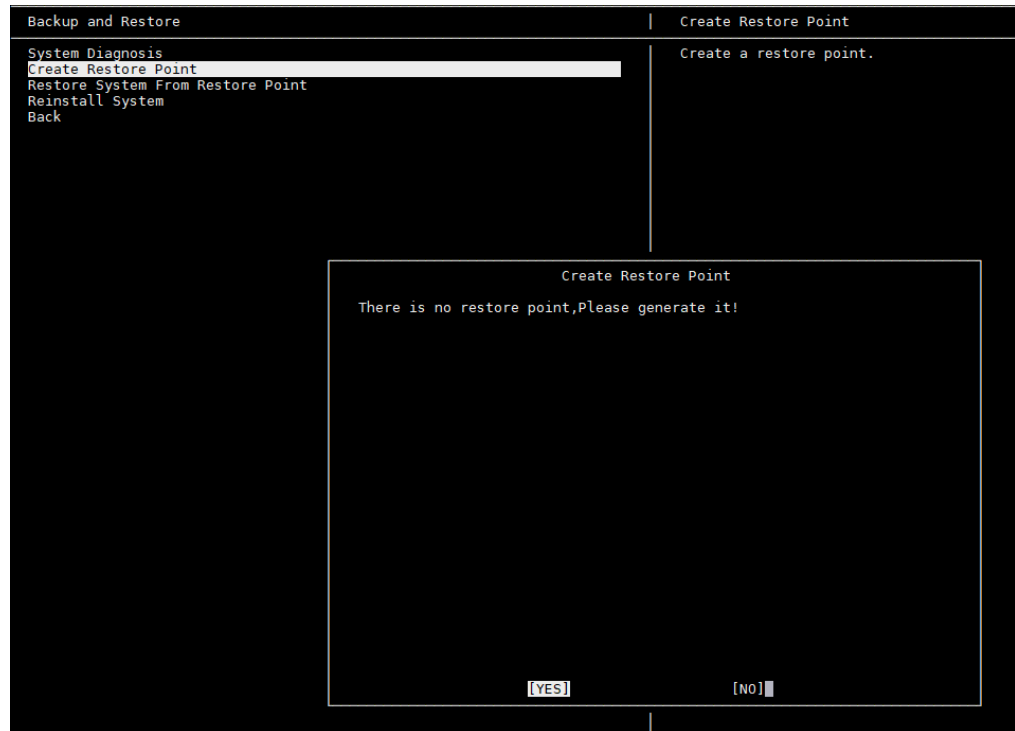 Backup and Restore | Create Restore Point
System Diagnosis
Create a restore point.
Create Restore Point
Restore System From Restore Point
Reinstall System
Back
Create Restore Point
There is no restore point,Please generate it!
[YES] [NO]